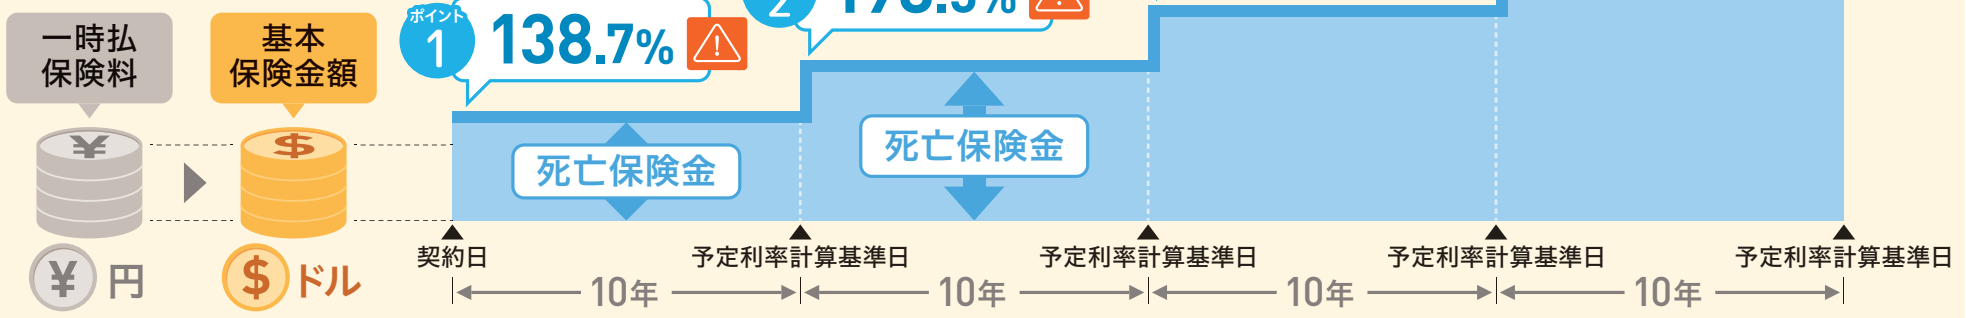 一時払
保険料
基本
保険金額
ポイント
1
138.7%
2
死亡保険金
死亡保険金
¥
$
契約日
予定利率計算基準日
予定利率計算基準日
予定利率計算基準日
予定利率計算基準日
¥ 円
$ ドル
10年
10年
10年
10年